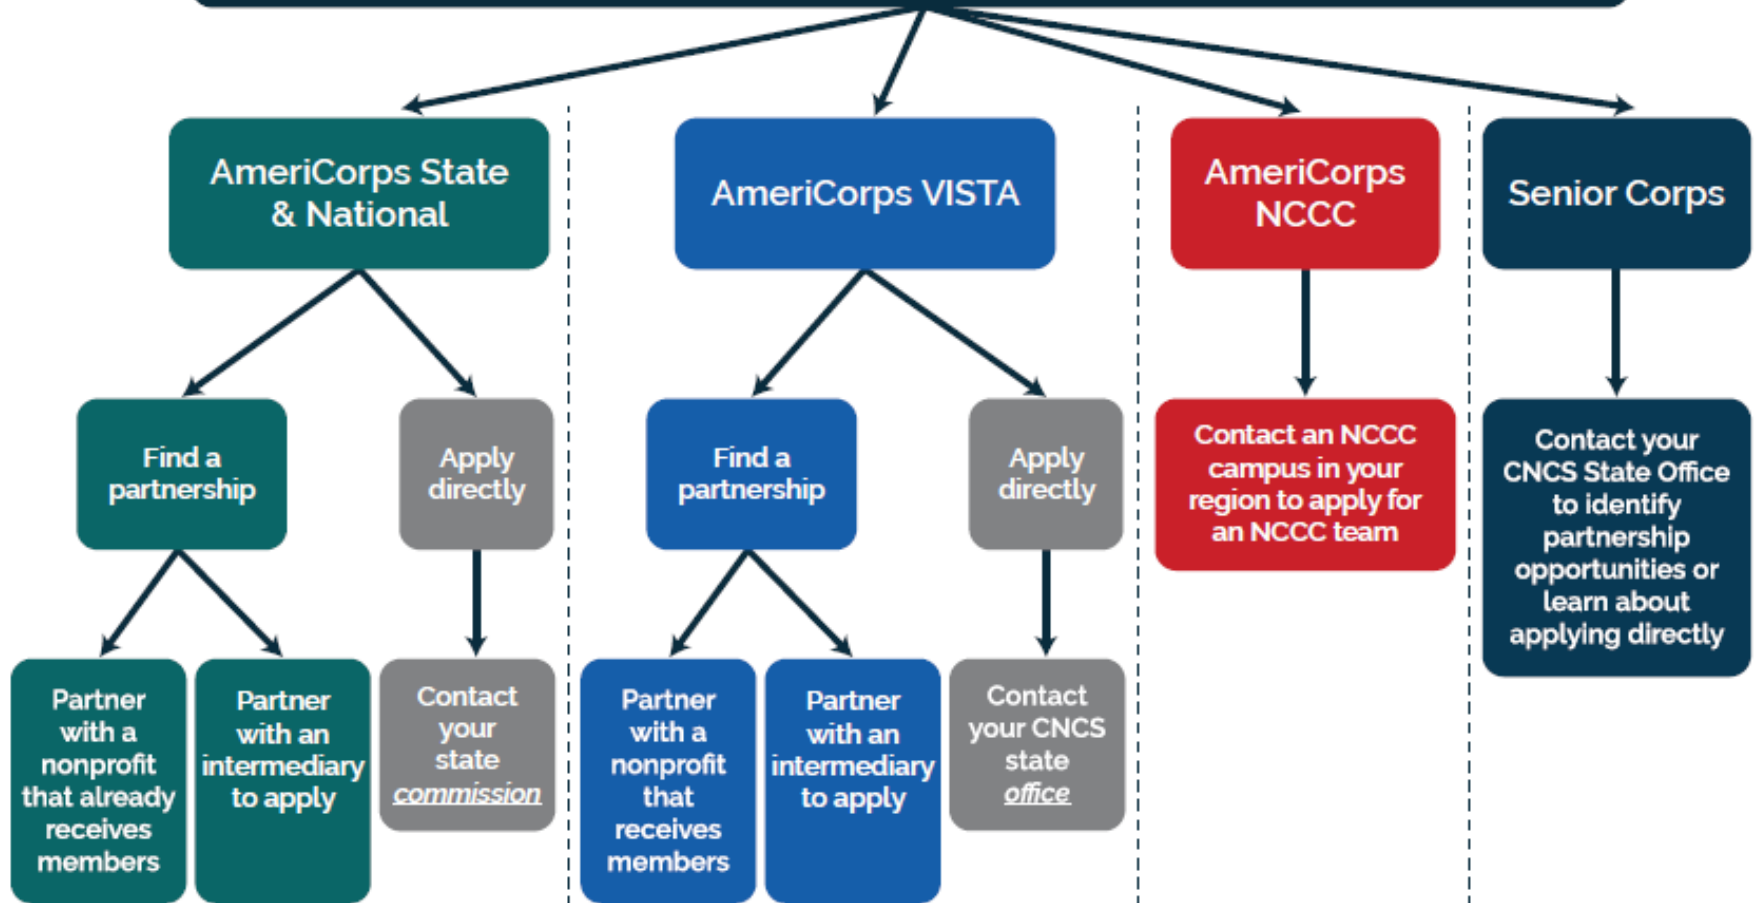 AmeriCorps State
& National
AmeriCorps VISTA
AmeriCorps
NCCC
Senior Corps
Find a
partnership
Apply
directly
Find a
partnership
Apply
directly
Contact an NCCC
campus in your
region to apply for
an NCCC team
Contact your
CNCS State Office
to identify
partnership
opportunities or
learn about
applying directly
Partner
with a
nonprofit
that already
receives
members
Partner
with an
intermediary
to apply
Contact
your
state
commission
Partner
with a
nonprofit
that
receives
members
Partner
with an
intermediary
to apply
Contact
your CNCS
state
office